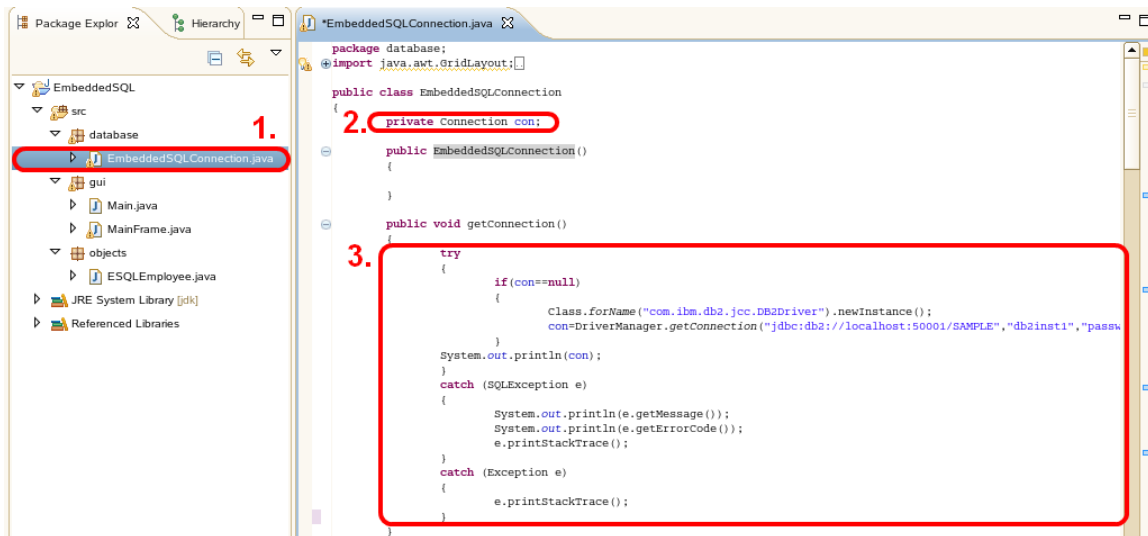 Package Explor
Hierarchy
*EmbeddedSQLConnection.java
EmbeddedSQL
src
database
1.
EmbeddedSQLConnection.java
gui
Main.java
MainFrame.java
objects
ESQLEmployee.java
JRE System Library [jdk]
Referenced Libraries
package database;
import java.awt.GridLayout;
public class EmbeddedSQLConnection
{
2.
private Connection con;
public EmbeddedSQLConnection()
{
}
public void getConnection()
{
3.
try
{
if(con==null)
{
Class.forName("com.ibm.db2.jcc.DB2Driver").newInstance();
con=DriverManager.getConnection("jdbc:db2://localhost:50001/SAMPLE","db2inst1","passw
}
System.out.println(con);
}
catch (SQLException e)
{
System.out.println(e.getMessage());
System.out.println(e.getErrorCode());
e.printStackTrace();
}
catch (Exception e)
{
e.printStackTrace();
}
}